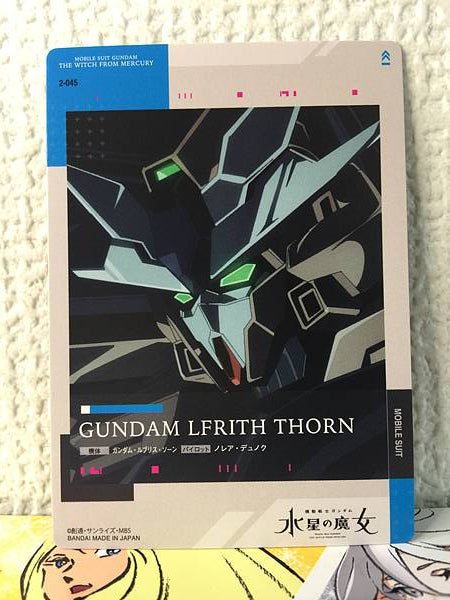 MOBILE SUIT GUNDAM
THE WITCH FROM MERCURY
2-045
GUNDAM LFRITH THORN
機体 ガンダム・ルブリス・ソーン パイロット ノレア・デュノク
MOBILE SUIT
©創通・サンライズ・MBS
BANDAI MADE IN JAPAN
機動戦士ガンダム
水星の魔女